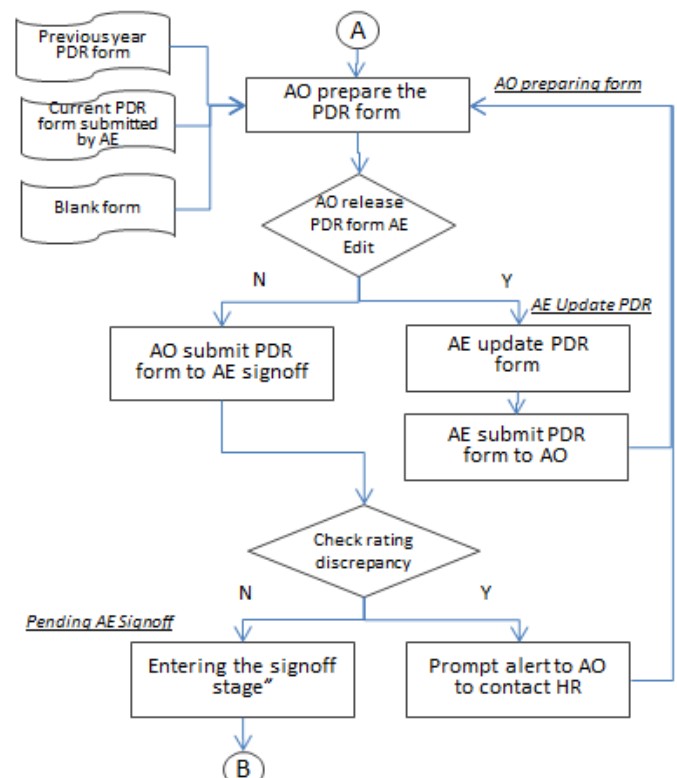 A
Previous year
PDR form
AO prepare the
PDR form
AO preparing form
Current PDR
form submitted
by AE
Blank form
AO release
PDR form AE
Edit
N
Y
AE Update PDR
AO submit PDR
form to AE signoff
AE update PDR
form
AE submit PDR
form to AO
Check rating
discrepancy
N
Y
Pending AE Signoff
Entering the signoff
stage”
Prompt alert to AO
to contact HR
B